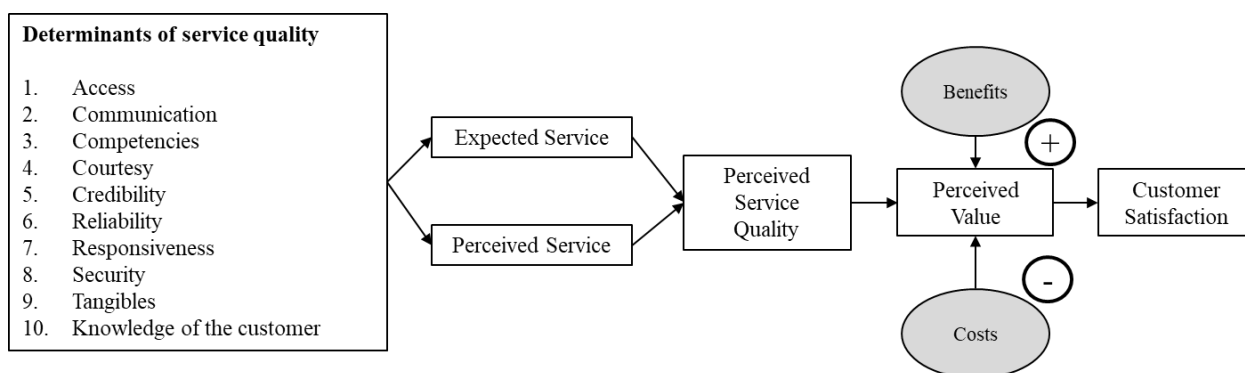 Determinants of service quality
1. Access
2. Communication
3. Competencies
4. Courtesy
5. Credibility
6. Reliability
7. Responsiveness
8. Security
9. Tangibles
10. Knowledge of the customer
Expected Service
Perceived Service
Perceived
Service
Quality
Benefits
+
Perceived
Value
-
Costs
Customer
Satisfaction